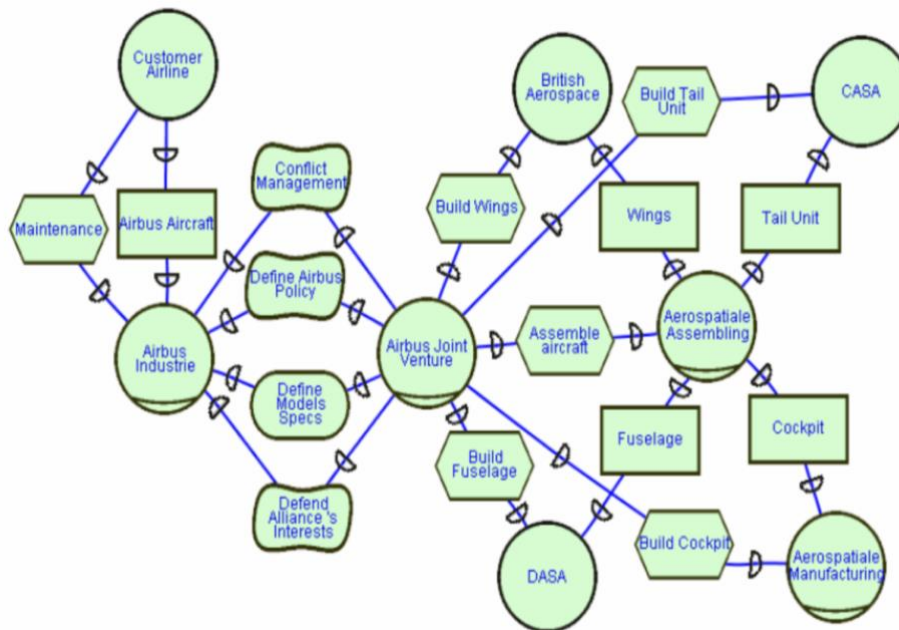 Customer
Airline
British
Aerospace
Build Tail
Unit
CASA
Conflict
Management
Maintenance
Airbus Aircraft
Build Wings
Wings
Tail Unit
Define Airbus
Policy
Airbus
Industrie
Airbus Joint
Venture
Assemble
aircraft
Aerospatiale
Assembling
Define
Models
Specs
Build
Fuselage
Fuselage
Cockpit
Defend
Alliance 's
Interests
DASA
Build Cockpit
Aerospatiale
Manufacturing